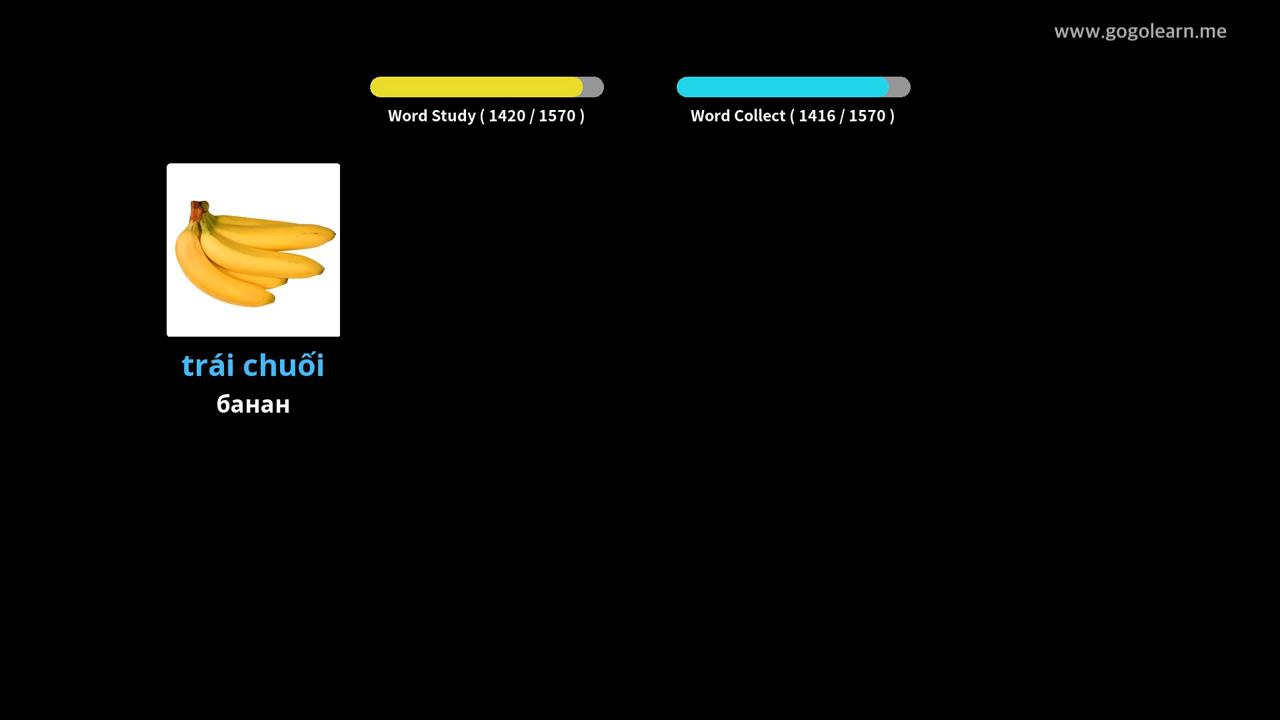 www.gogolearn.me
Word Study ( 1420 / 1570 )
Word Collect ( 1416 / 1570 )
trái chuối
банан